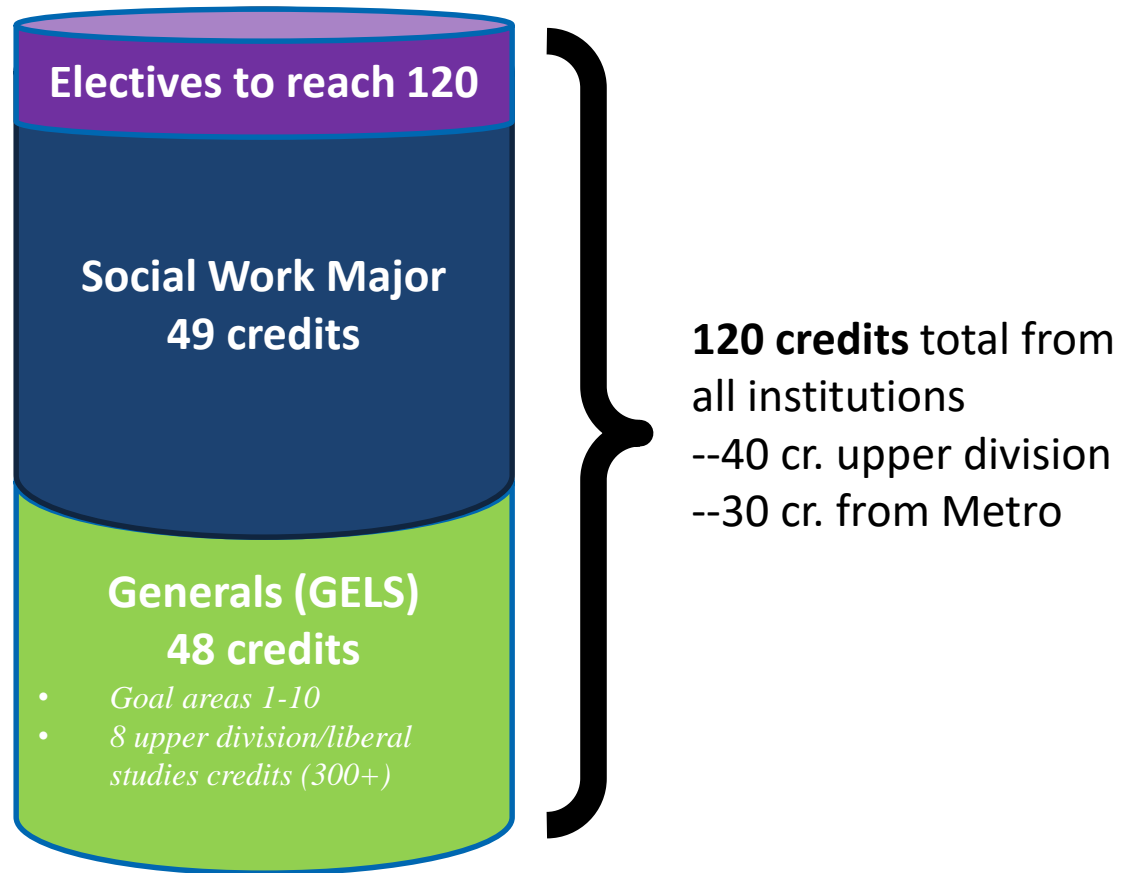 Electives to reach 120
Social Work Major
49 credits
Generals (GELS)
48 credits
• Goal areas 1-10
• 8 upper division/liberal
studies credits (300+)
120 credits total from
all institutions
--40 cr. upper division
--30 cr. from Metro